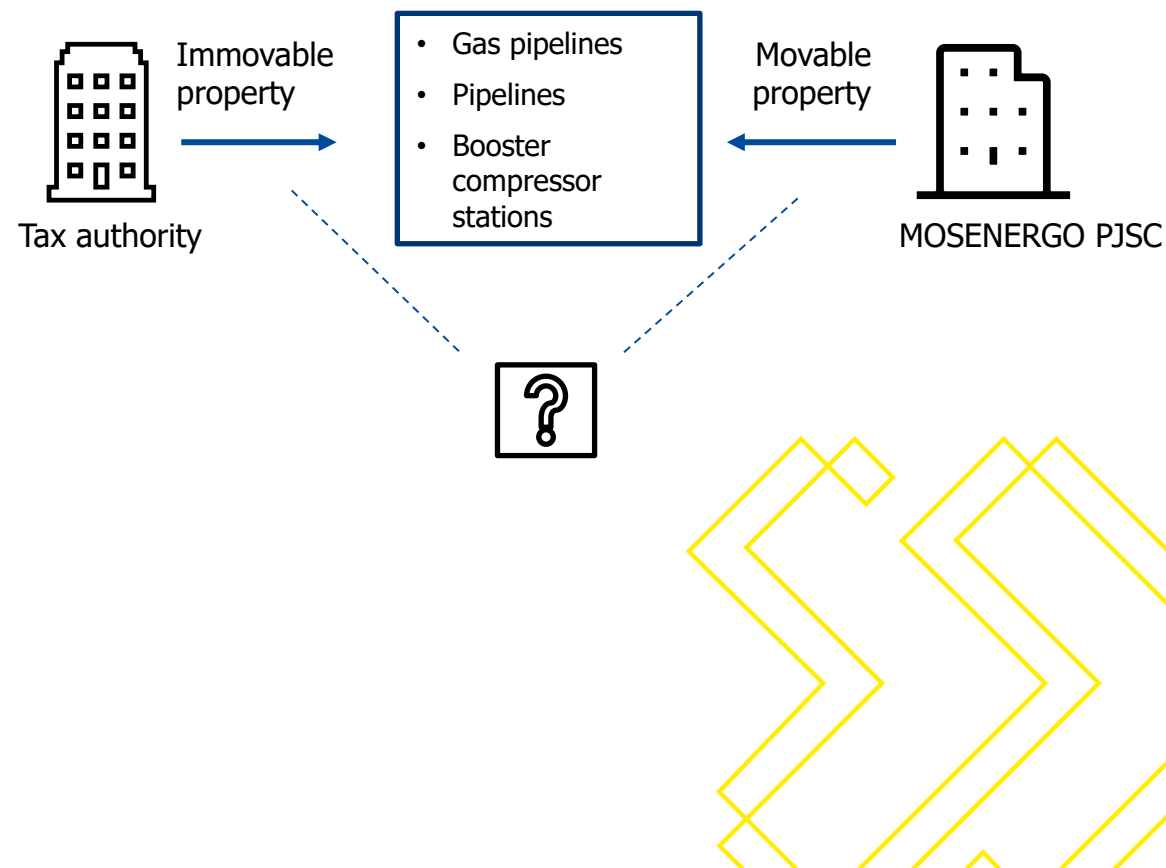 Immovable
property
Tax authority
• Gas pipelines
• Pipelines
• Booster
compressor
stations
Movable
property
MOSENERGO PJSC
?